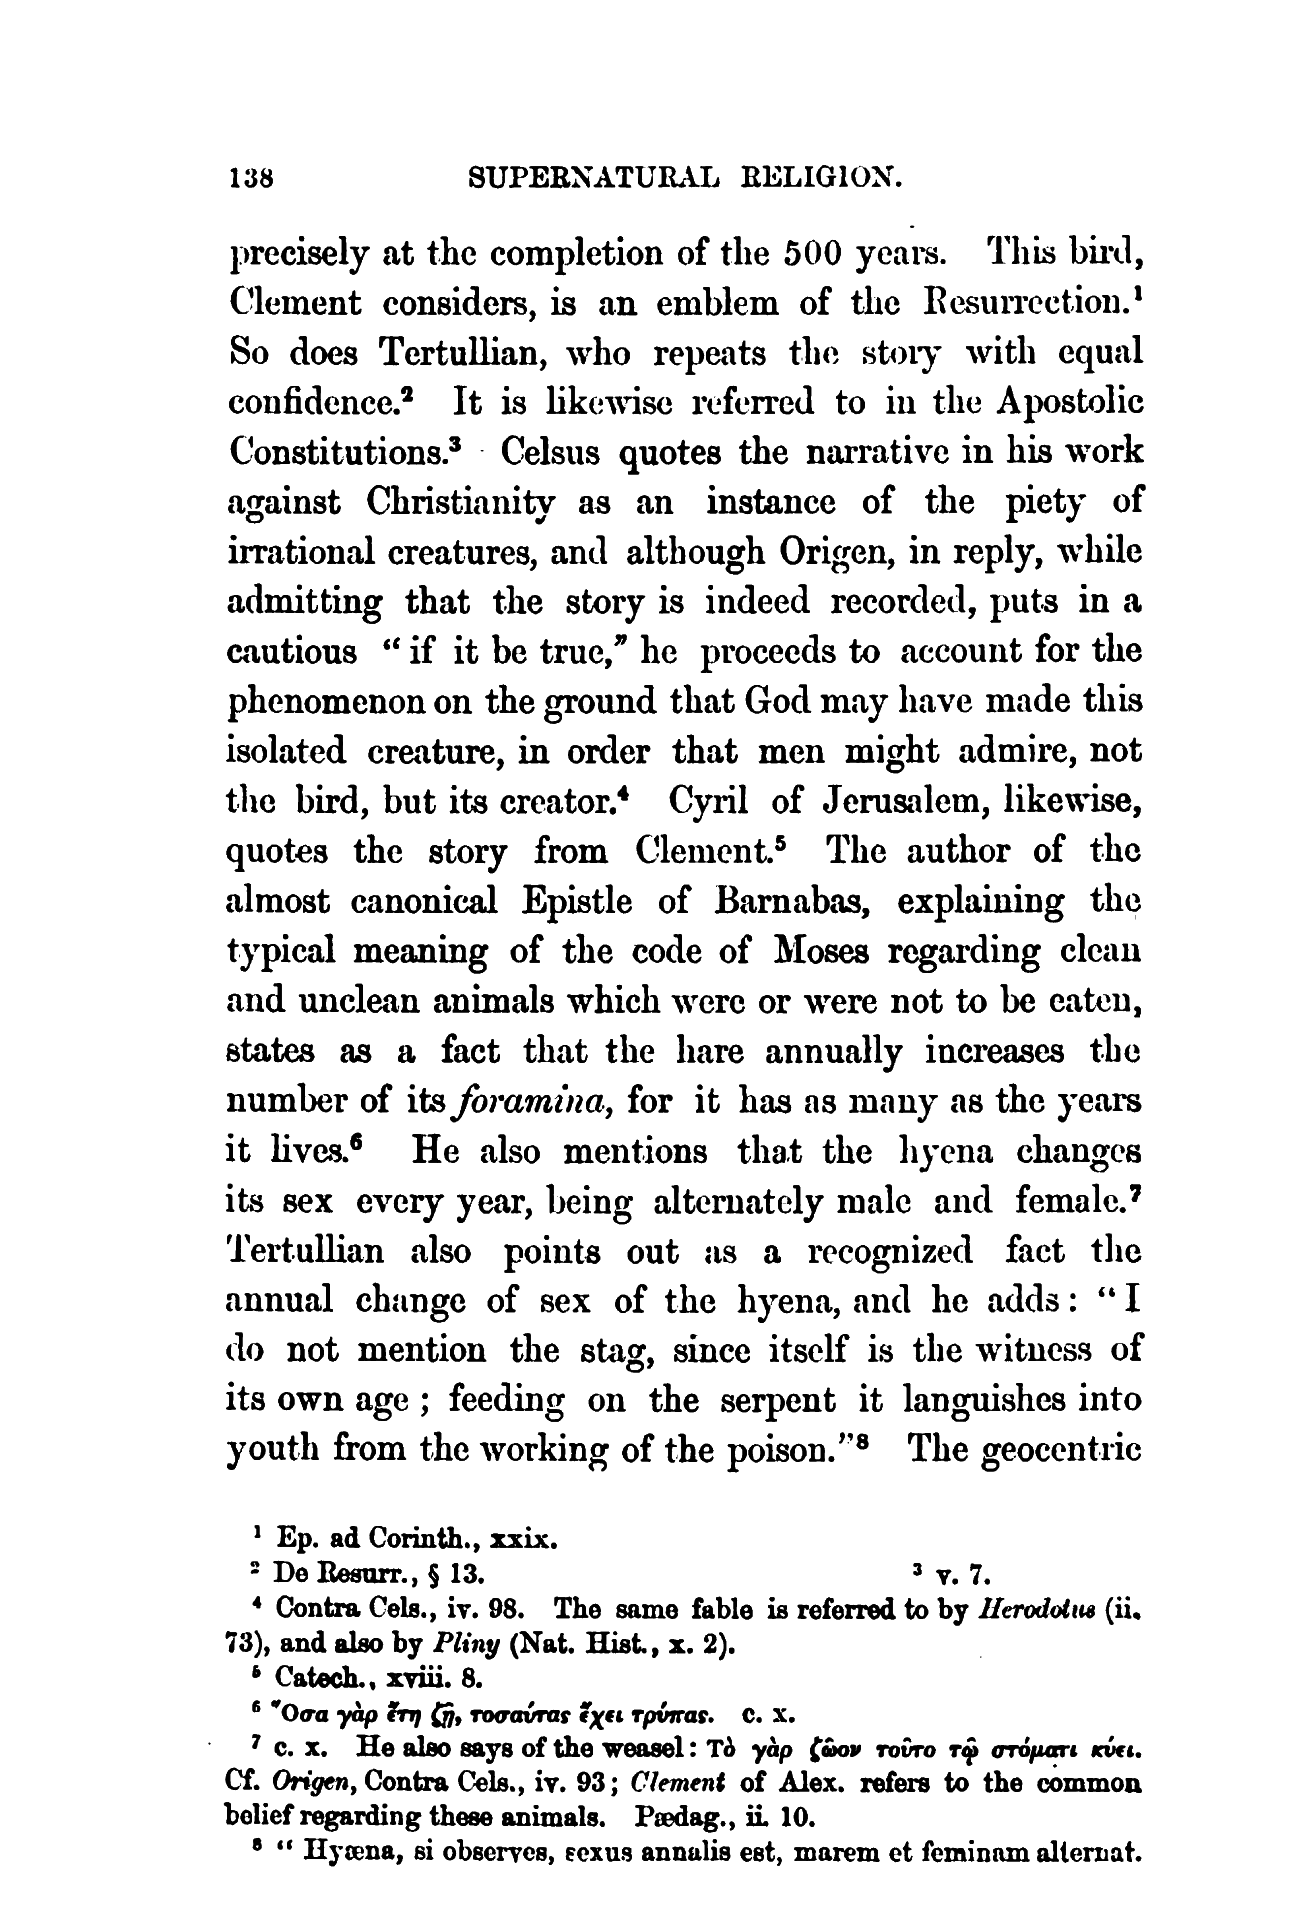 138 SUPERNATURAL RELIGION.
precisely at the completion of the 500 years. This bird,
Clement considers, is an emblem of the Resurrection.¹
So does Tertullian, who repeats the story with equal
confidence.² It is likewise referred to in the Apostolic
Constitutions.³ Celsus quotes the narrative in his work
against Christianity as an instance of the piety of
irrational creatures, and although Origen, in reply, while
admitting that the story is indeed recorded, puts in a
cautious “if it be true,” he proceeds to account for the
phenomenon on the ground that God may have made this
isolated creature, in order that men might admire, not
the bird, but its creator.⁴ Cyril of Jerusalem, likewise,
quotes the story from Clement.⁵ The author of the
almost canonical Epistle of Barnabas, explaining the
typical meaning of the code of Moses regarding clean
and unclean animals which were or were not to be eaten,
states as a fact that the hare annually increases the
number of its foramina, for it has as many as the years
it lives.⁶ He also mentions that the hyena changes
its sex every year, being alternately male and female.⁷
Tertullian also points out as a recognized fact the
annual change of sex of the hyena, and he adds: “I
do not mention the stag, since itself is the witness of
its own age; feeding on the serpent it languishes into
youth from the working of the poison.”⁸ The geocentric
¹ Ep. ad Corinth., xxix.
² De Resurr., § 13. ³ v. 7.
⁴ Contra Cels., iv. 98. The same fable is referred to by Herodotus (ii.
73), and also by Pliny (Nat. Hist., x. 2).
⁵ Catech., xviii. 8.
⁶ Ὅσα γὰρ ἔτη ζῇ, τοσαύτας ἔχει τρύπας. c. x.
⁷ c. x. He also says of the weasel: Τὸ γὰρ ζῶον τοῦτο τῷ στόματι κύει.
Cf. Origen, Contra Cels., iv. 93; Clement of Alex. refers to the common
belief regarding these animals. Pædag., ii. 10.
⁸ “Hyæna, si observes, sexus annalis est, marem et feminam alternat.